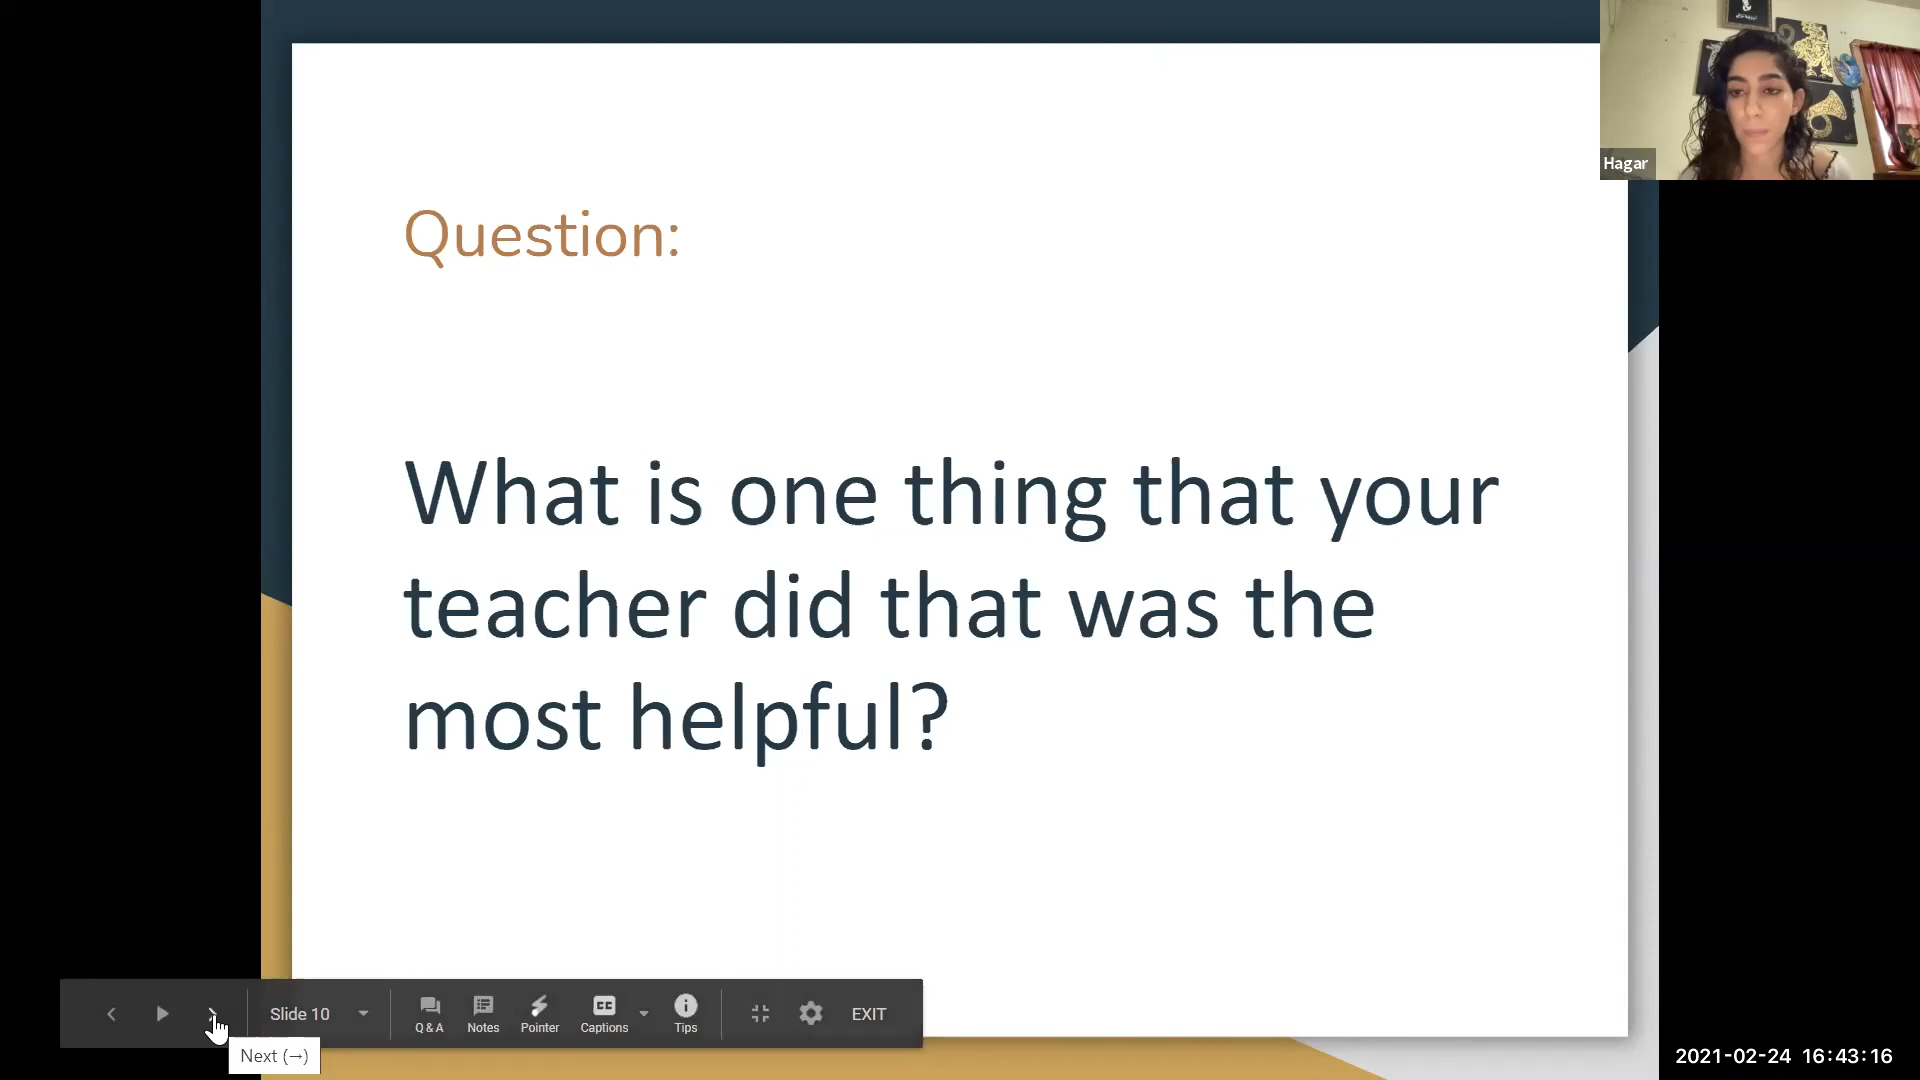 Hagar
Question:
What is one thing that your
teacher did that was the
most helpful?
Slide 10
Q & A
Notes
Pointer
Captions
Tips
EXIT
Next (→)
2021-02-24 16:43:16